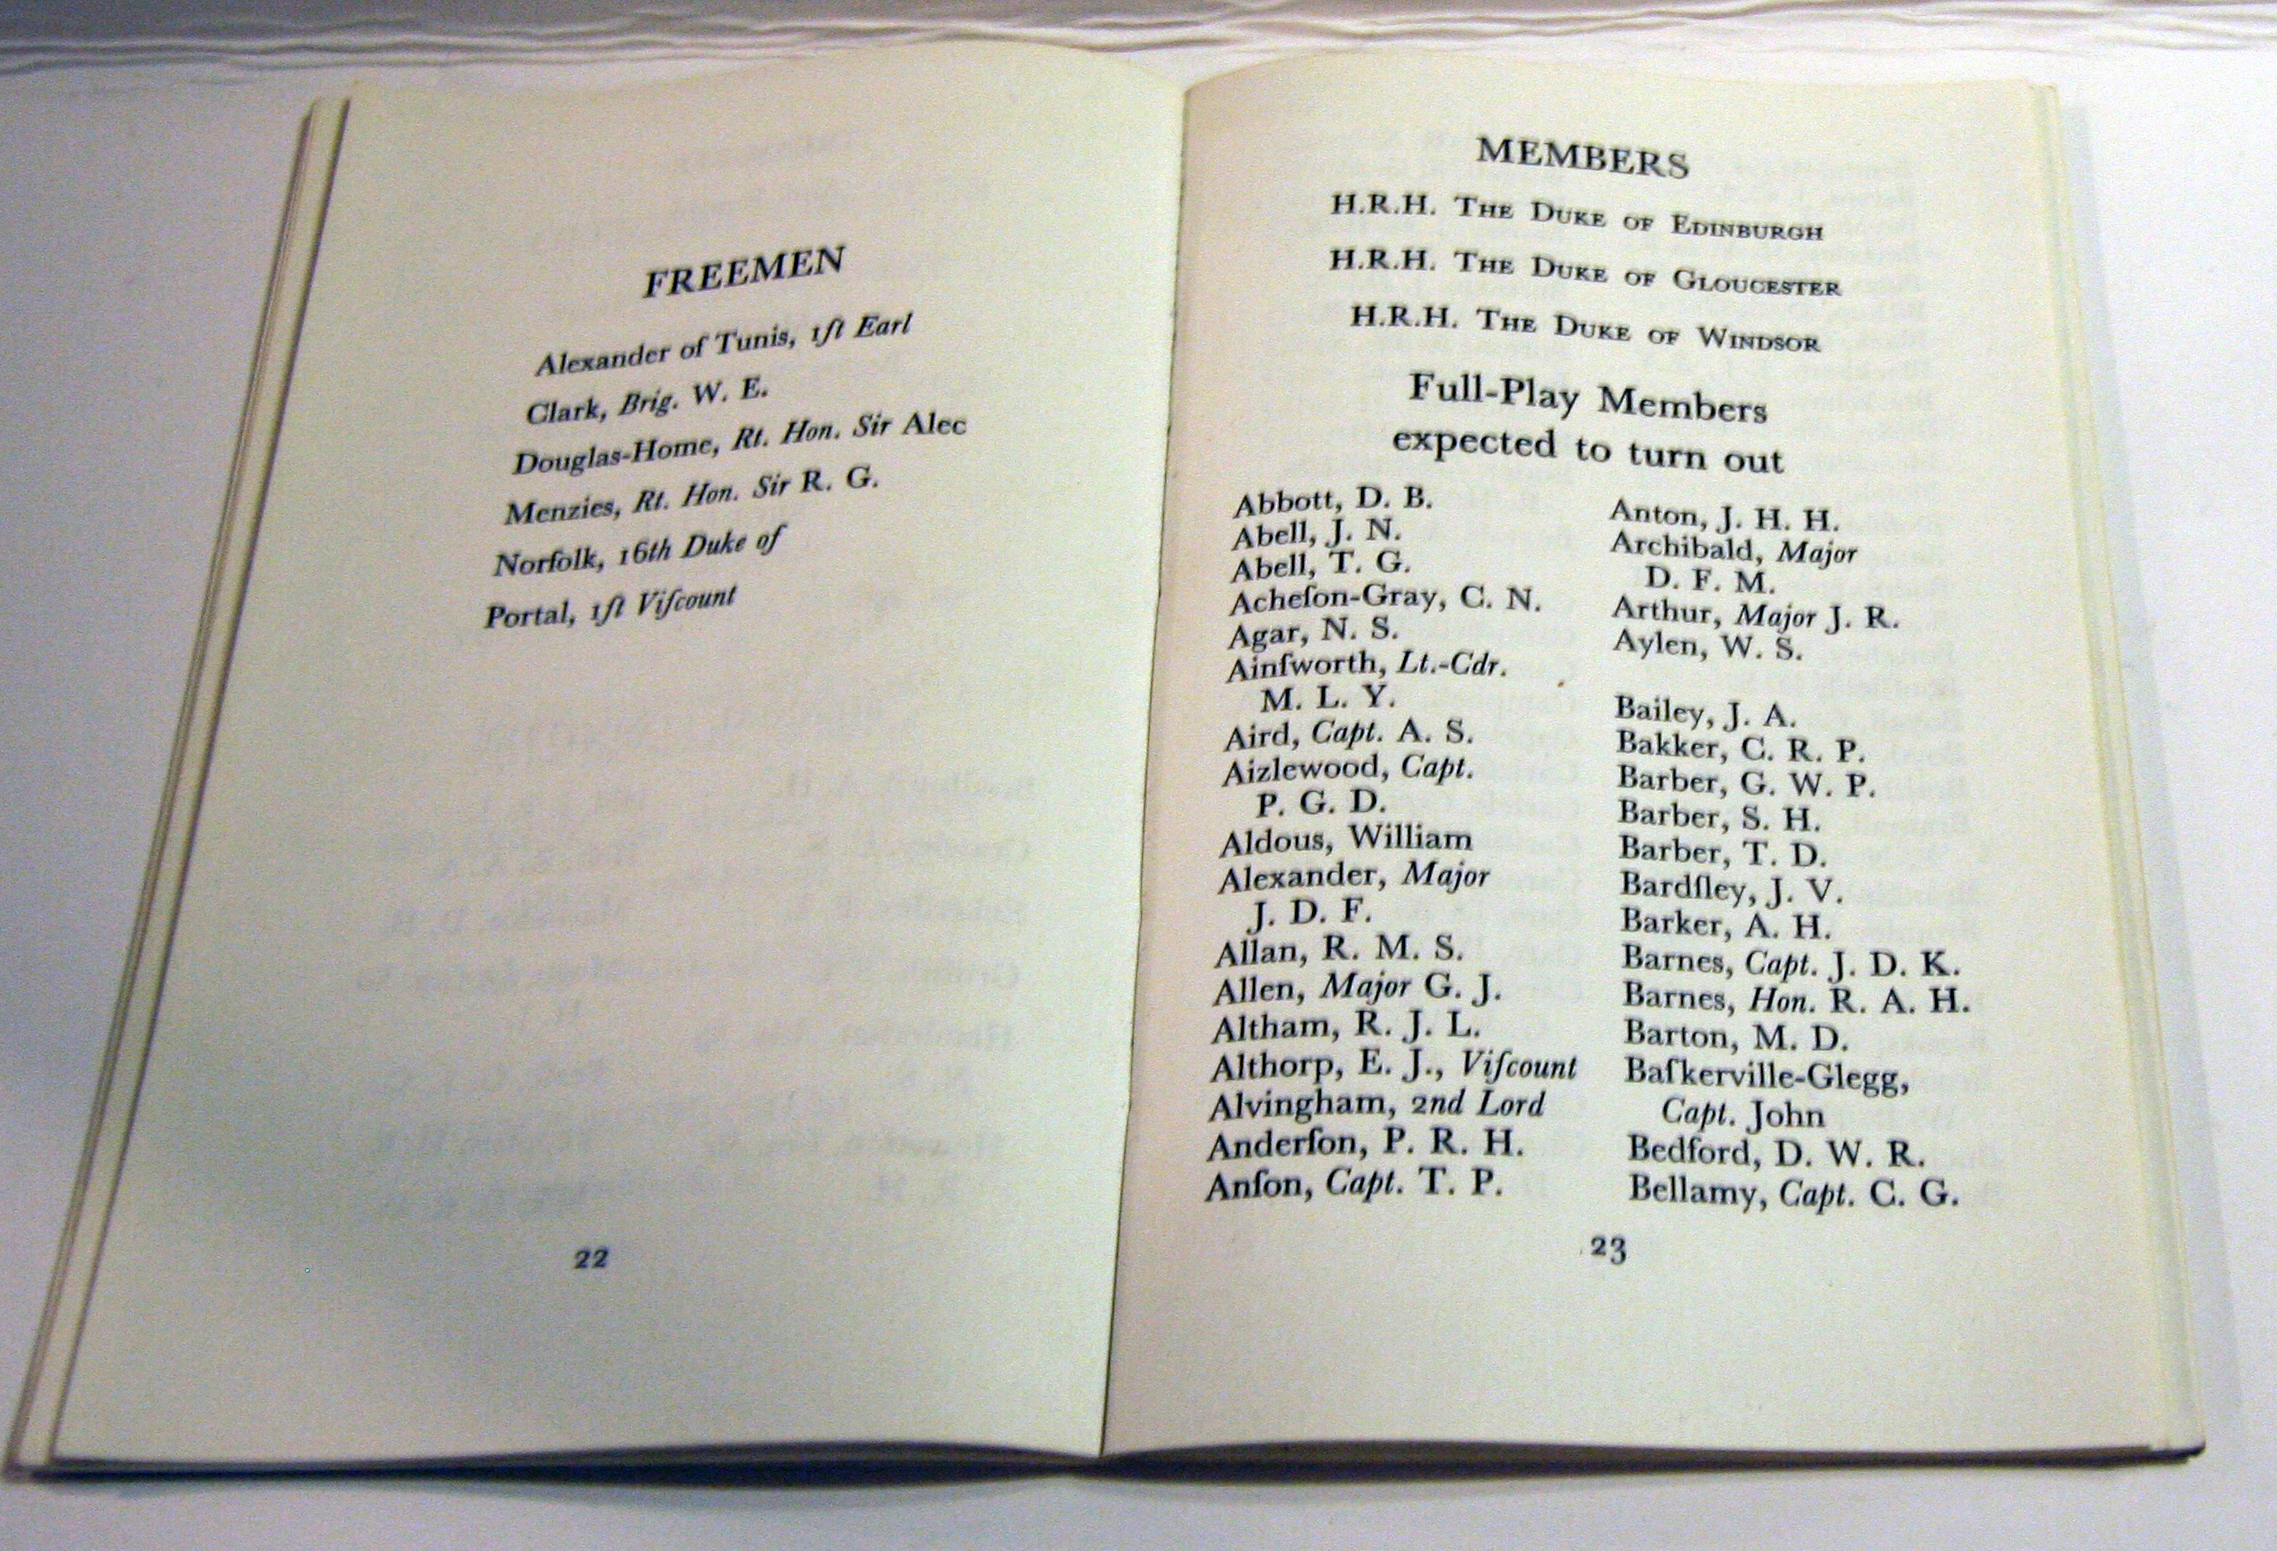 FREEMEN
Alexander of Tunis, 1ſt Earl
Clark, Brig. W. E.
Douglas-Home, Rt. Hon. Sir Alec
Menzies, Rt. Hon. Sir R. G.
Norfolk, 16th Duke of
Portal, 1ſt Viſcount
22
MEMBERS
H.R.H. The Duke of Edinburgh
H.R.H. The Duke of Gloucester
H.R.H. The Duke of Windsor
Full-Play Members
expected to turn out
Abbott, D. B.
Abell, J. N.
Abell, T. G.
Acheſon-Gray, C. N.
Agar, N. S.
Ainſworth, Lt.-Cdr.
M. L. Y.
Aird, Capt. A. S.
Aizlewood, Capt.
P. G. D.
Aldous, William
Alexander, Major
J. D. F.
Allan, R. M. S.
Allen, Major G. J.
Altham, R. J. L.
Althorp, E. J., Viſcount
Alvingham, 2nd Lord
Anderſon, P. R. H.
Anſon, Capt. T. P.
Anton, J. H. H.
Archibald, Major
D. F. M.
Arthur, Major J. R.
Aylen, W. S.
Bailey, J. A.
Bakker, C. R. P.
Barber, G. W. P.
Barber, S. H.
Barber, T. D.
Bardſley, J. V.
Barker, A. H.
Barnes, Capt. J. D. K.
Barnes, Hon. R. A. H.
Barton, M. D.
Baſkerville-Glegg,
Capt. John
Bedford, D. W. R.
Bellamy, Capt. C. G.
23